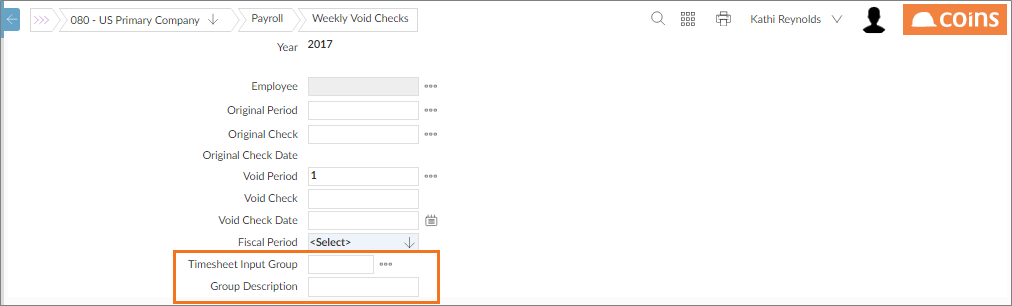 080 - US Primary Company Payroll Weekly Void Checks Kathi Reynolds coins
Year 2017
Employee
Original Period
Original Check
Original Check Date
Void Period 1
Void Check
Void Check Date
Fiscal Period <Select>
Timesheet Input Group
Group Description